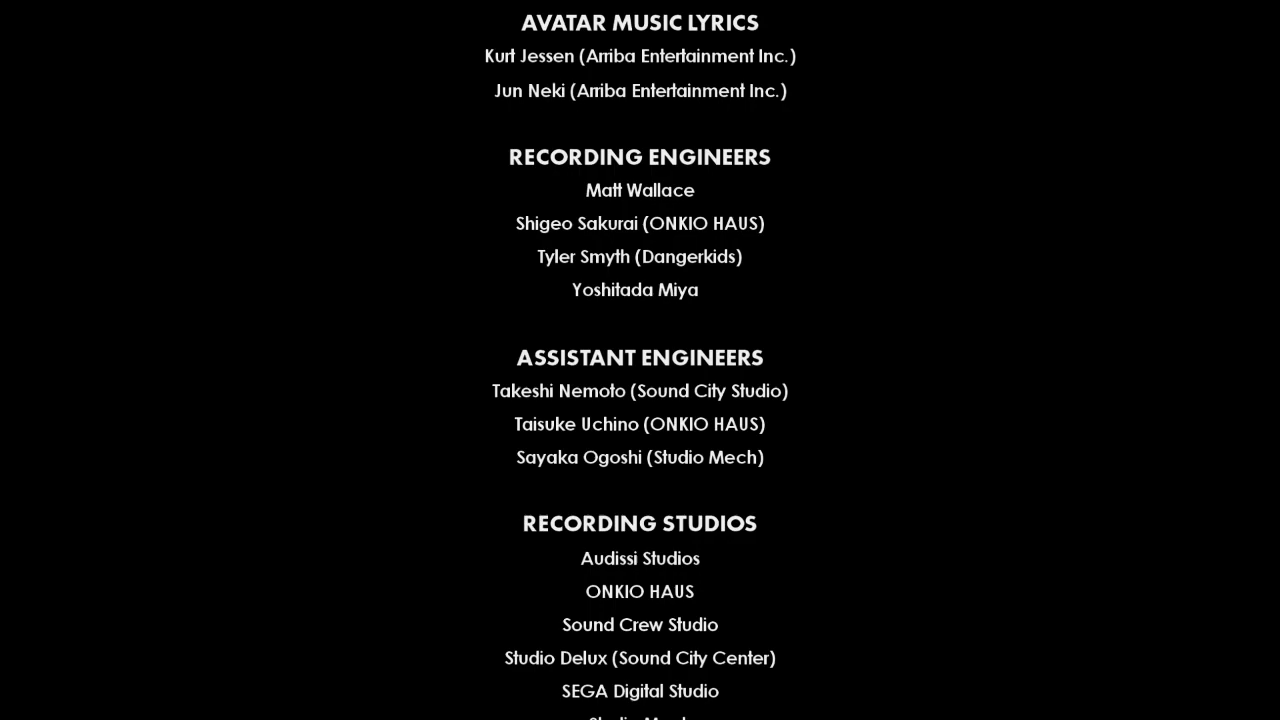 AVATAR MUSIC LYRICS
Kurt Jessen (Arriba Entertainment Inc.)
Jun Neki (Arriba Entertainment Inc.)
RECORDING ENGINEERS
Matt Wallace
Shigeo Sakurai (ONKIO HAUS)
Tyler Smyth (Dangerkids)
Yoshitada Miya
ASSISTANT ENGINEERS
Takeshi Nemoto (Sound City Studio)
Taisuke Uchino (ONKIO HAUS)
Sayaka Ogoshi (Studio Mech)
RECORDING STUDIOS
Audissi Studios
ONKIO HAUS
Sound Crew Studio
Studio Delux (Sound City Center)
SEGA Digital Studio